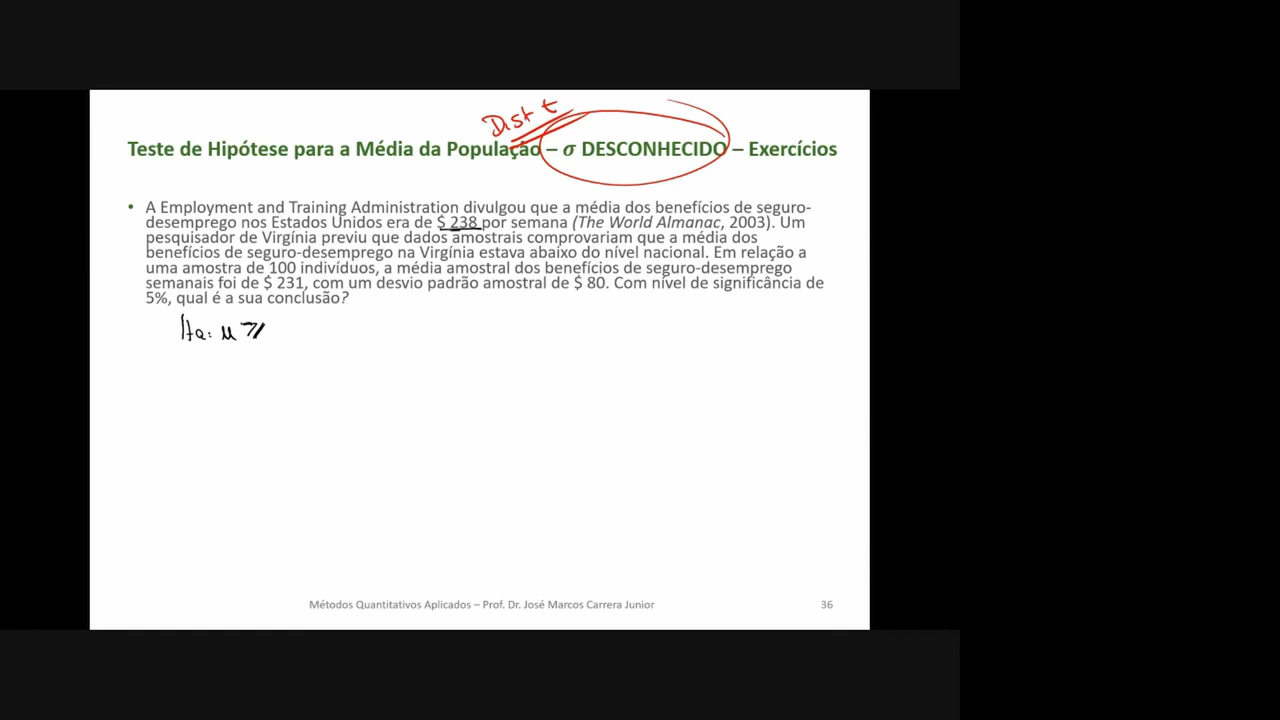 Dist t
Teste de Hipótese para a Média da População – σ DESCONHECIDO – Exercícios
• A Employment and Training Administration divulgou que a média dos benefícios de seguro-
desemprego nos Estados Unidos era de $ 238 por semana (The World Almanac, 2003). Um
pesquisador de Virgínia previu que dados amostrais comprovariam que a média dos
benefícios de seguro-desemprego na Virgínia estava abaixo do nível nacional. Em relação a
uma amostra de 100 indivíduos, a média amostral dos benefícios de seguro-desemprego
semanais foi de $ 231, com um desvio padrão amostral de $ 80. Com nível de significância de
5%, qual é a sua conclusão?
Ha: μ ⩾
Métodos Quantitativos Aplicados – Prof. Dr. José Marcos Carrera Junior
36